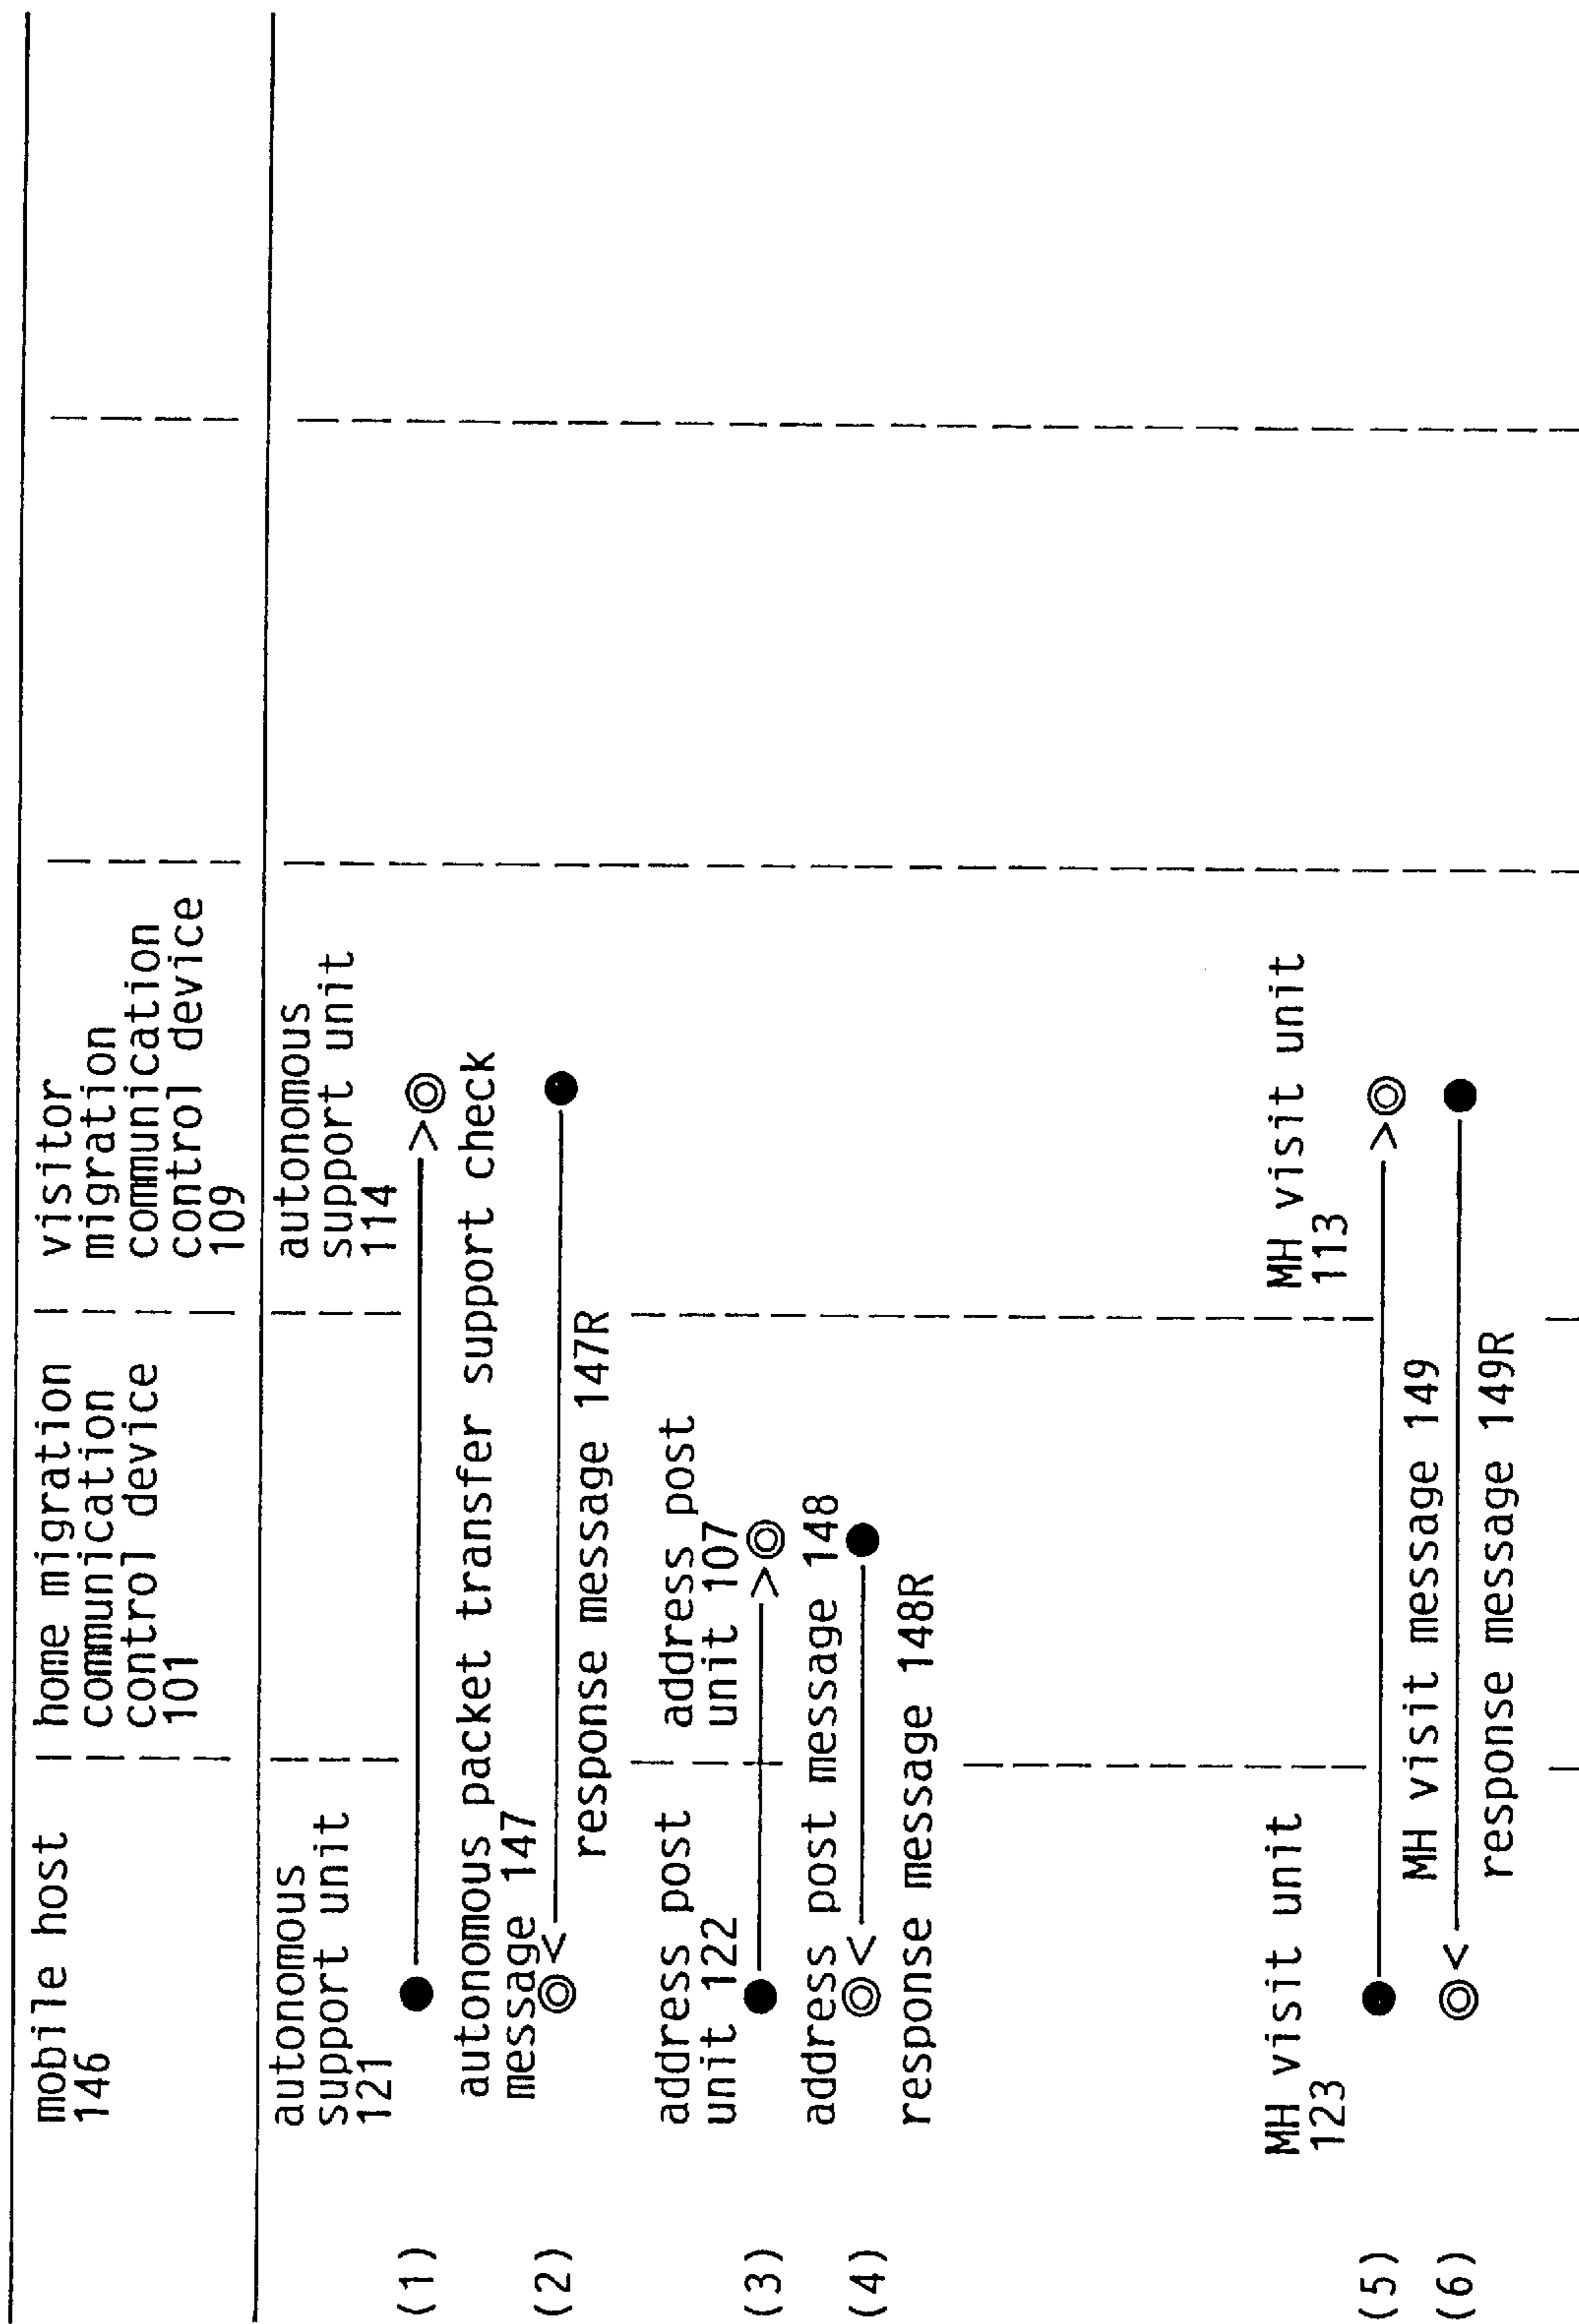 mobile host
146
home migration
communication
control device
101
visitor
migration
communication
control device
109
autonomous
support unit
121
autonomous
support unit
114
(1)
autonomous packet transfer support check
message 147
(2)
response message 147R
address post
unit 122
address post
unit 107
(3)
address post message 148
(4)
response message 148R
MH visit unit
123
MH visit unit
113
(5)
MH visit message 149
(6)
response message 149R